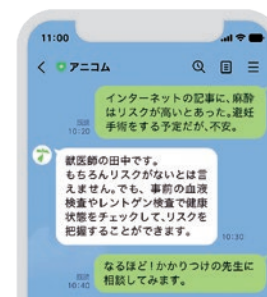 11:00
アニコム
インターネットの記事に、麻酔
はリスクが高いとあった。避妊
手術をする予定だが、不安。
既読
10:20
獣医師の田中です。
もちろんリスクがないとは言
えません。でも、事前の血液
検査やレントゲン検査で健康
状態をチェックして、リスクを
把握することができます。
10:30
なるほど!かかりつけの先生に
相談してみます。
既読
10:40